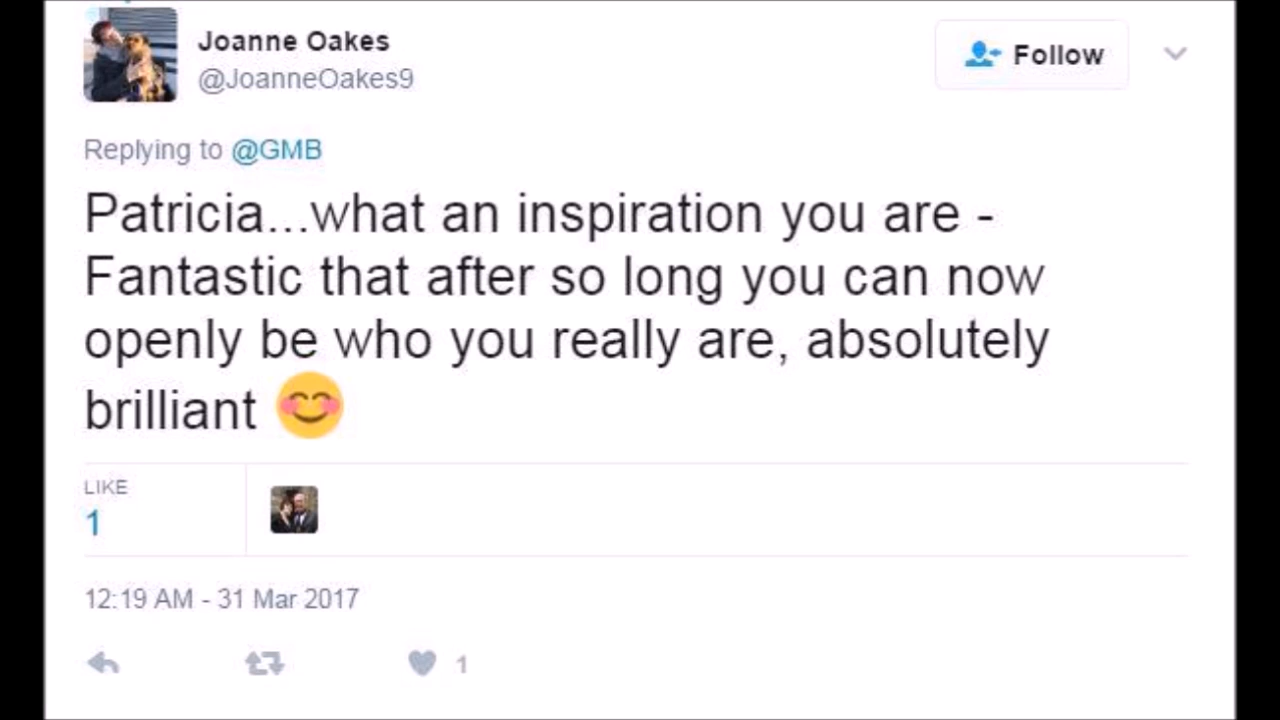 Joanne Oakes
@JoanneOakes9
Follow
Replying to @GMB
Patricia...what an inspiration you are -
Fantastic that after so long you can now
openly be who you really are, absolutely
brilliant 😊
LIKE
1
12:19 AM - 31 Mar 2017
1